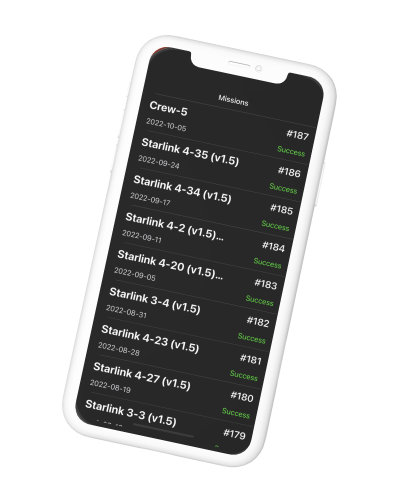 Missions
Crew-5
#187
2022-10-05
Success
Starlink 4-35 (v1.5)
#186
2022-09-24
Success
Starlink 4-34 (v1.5)
#185
2022-09-17
Success
Starlink 4-2 (v1.5)...
#184
2022-09-11
Success
Starlink 4-20 (v1.5)...
#183
2022-09-05
Success
Starlink 3-4 (v1.5)
#182
2022-08-31
Success
Starlink 4-23 (v1.5)
#181
2022-08-28
Success
Starlink 4-27 (v1.5)
#180
2022-08-19
Success
Starlink 3-3 (v1.5)
#179